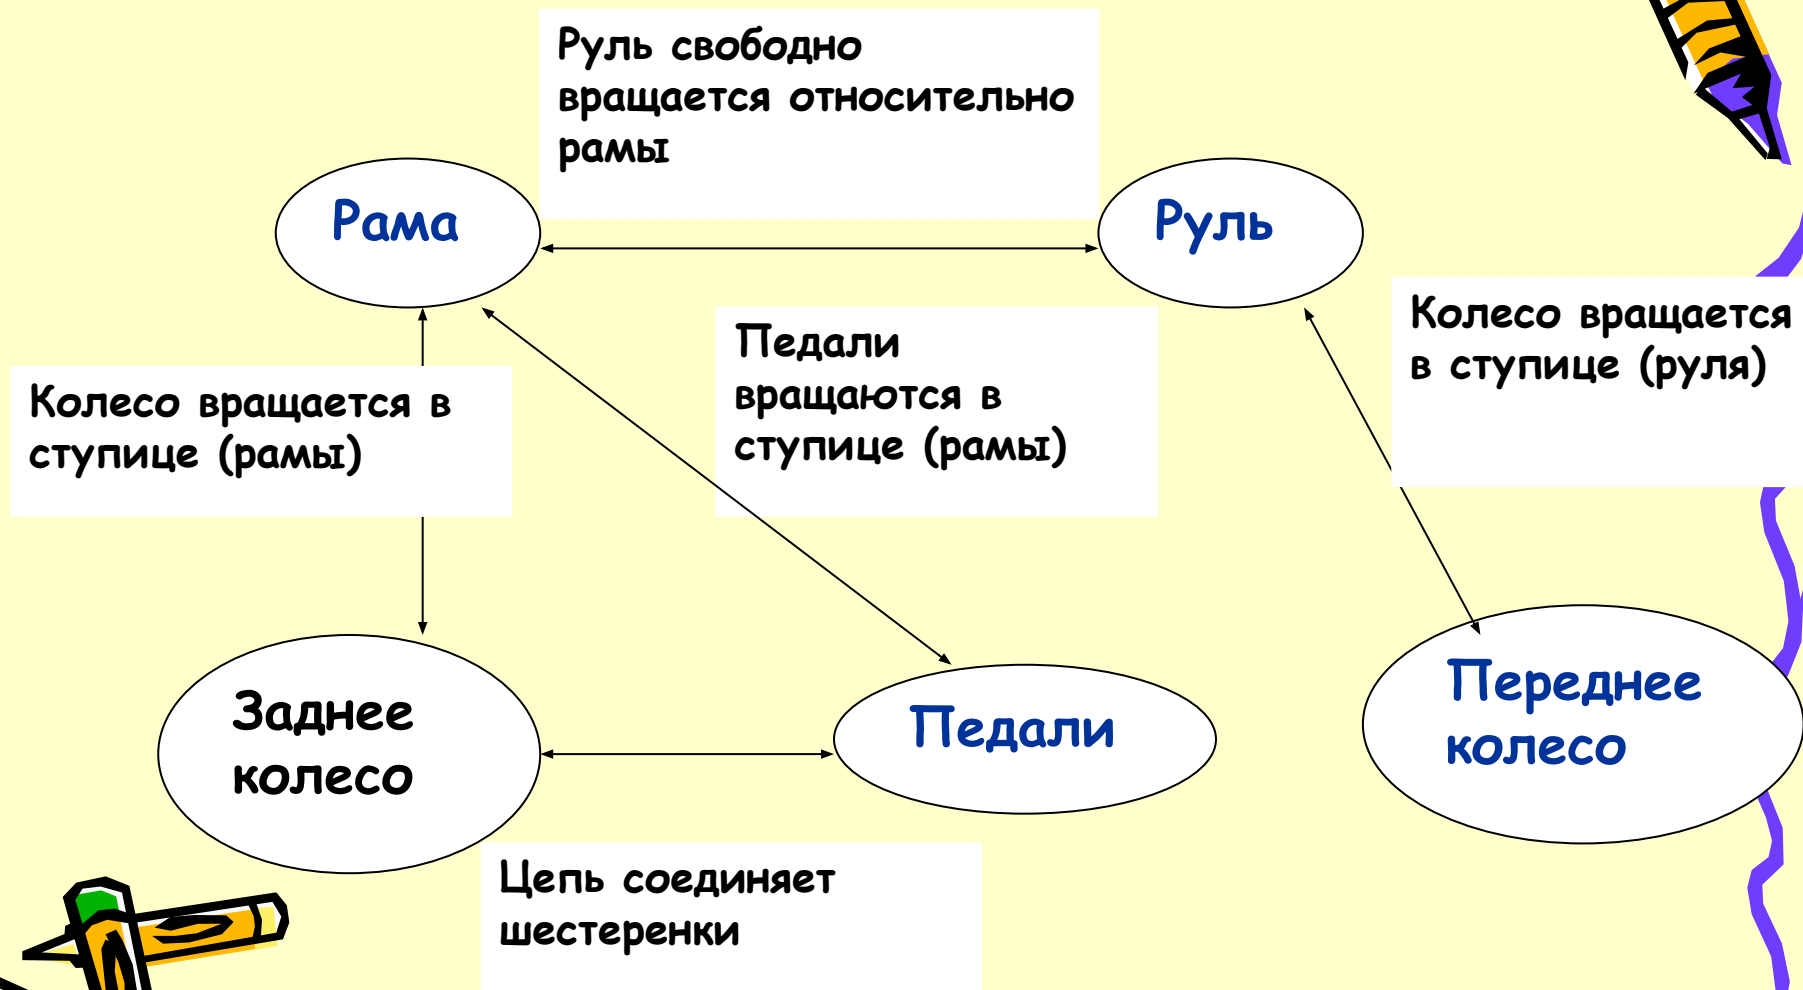 Руль свободно
вращается относительно
рамы
Рама
Руль
Колесо вращается
в ступице (руля)
Педали
вращаются в
ступице (рамы)
Колесо вращается в
ступице (рамы)
Заднее
колесо
Педали
Переднее
колесо
Цепь соединяет
шестеренки